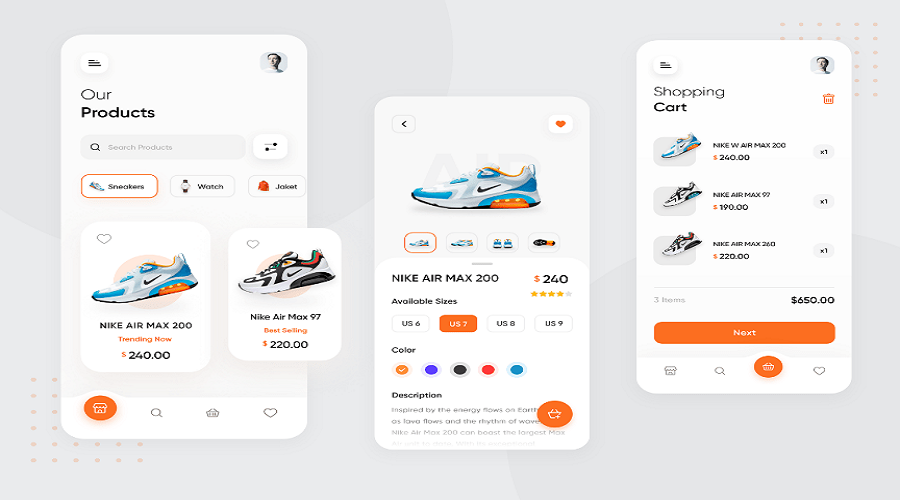 Our
Products
Search Products
Sneakers
Watch
Jaket
NIKE AIR MAX 200
Trending Now
$ 240.00
Nike Air Max 97
Best Selling
$ 220.00
AIR
NIKE AIR MAX 200
$ 240
Available Sizes
US 6
US 7
US 8
US 9
Color
Description
Inspired by the energy flows on Earth
as lava flows and the rhythm of wave
Nike Air Max 200 can boast the largest Max
Shopping
Cart
NIKE W AIR MAX 200
$ 240.00
x1
NIKE AIR MAX 97
$ 190.00
x1
NIKE AIR MAX 260
$ 220.00
x1
3 Items
$650.00
Next